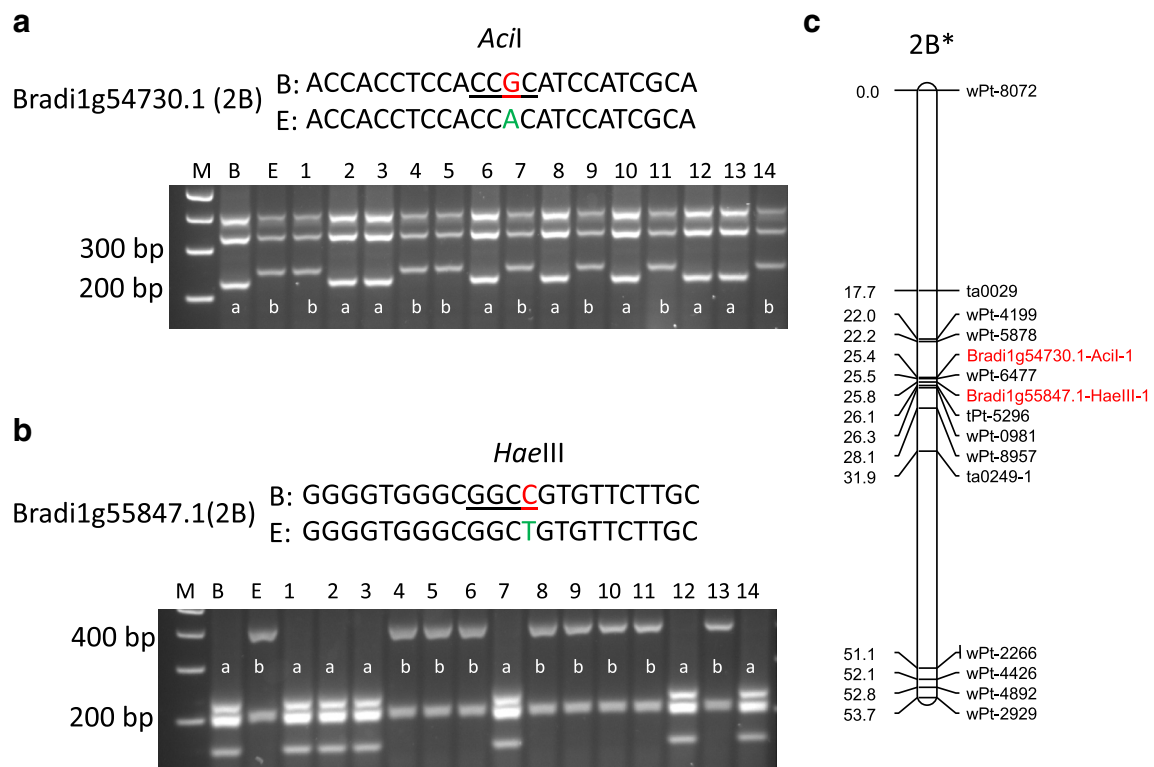 a
AciI
Bradi1g54730.1 (2B)
B: ACCACCTCCACCGCATCCATCGCA
E: ACCACCTCCACCACATCCATCGCA
M B E 1 2 3 4 5 6 7 8 9 10 11 12 13 14
300 bp
200 bp
a b b a a b b a b a b a b a a b
b
HaeIII
Bradi1g55847.1(2B)
B: GGGGTGGGCGGCCGTGTTCTTGC
E: GGGGTGGGCGGCTGTGTTCTTGC
M B E 1 2 3 4 5 6 7 8 9 10 11 12 13 14
400 bp
a b a a a b b b a b b b b a b a
200 bp
c
2B*
0.0 wPt-8072
17.7 ta0029
22.0 wPt-4199
22.2 wPt-5878
25.4 Bradi1g54730.1-AciI-1
25.5 wPt-6477
25.8 Bradi1g55847.1-HaeIII-1
26.1 tPt-5296
26.3 wPt-0981
28.1 wPt-8957
31.9 ta0249-1
51.1 wPt-2266
52.1 wPt-4426
52.8 wPt-4892
53.7 wPt-2929